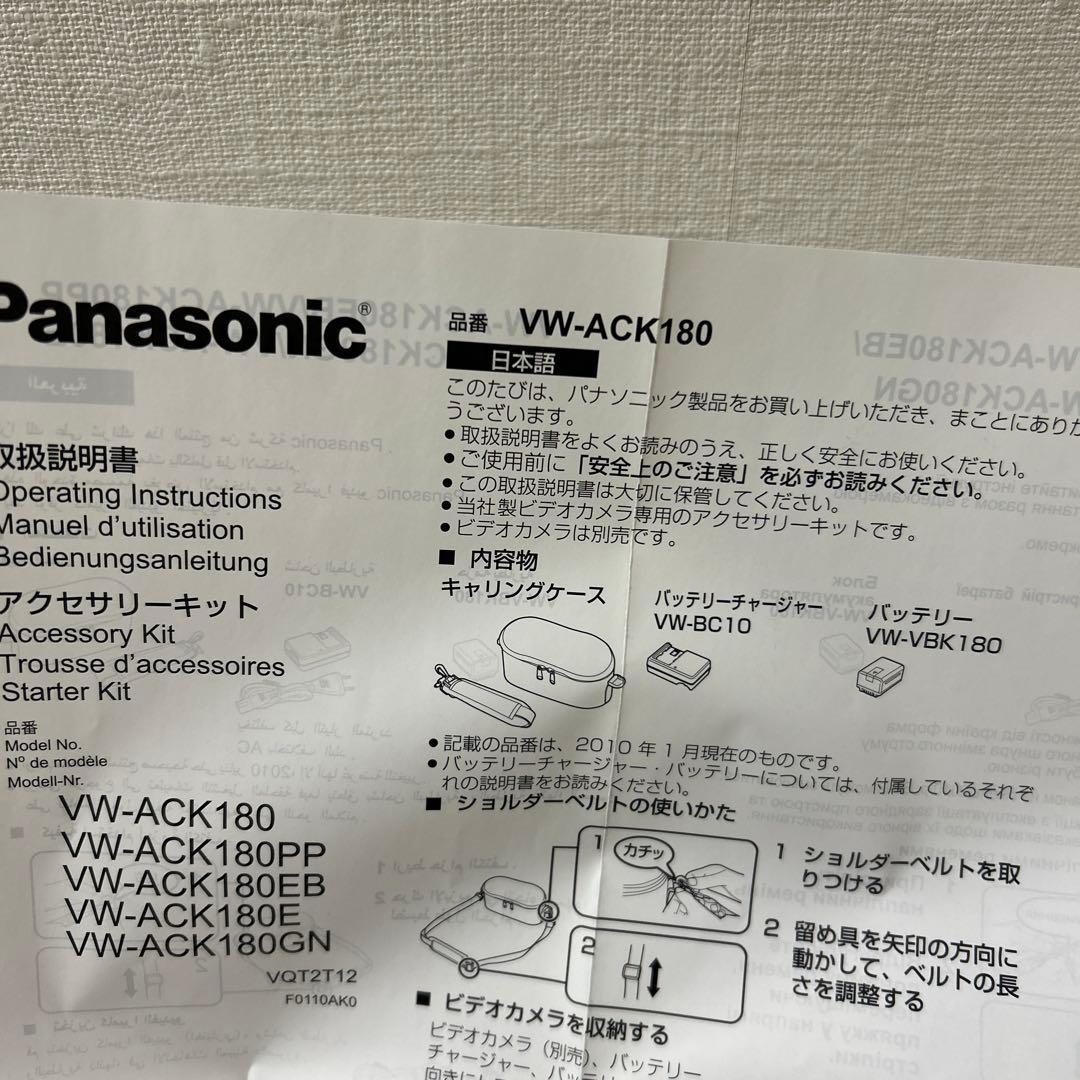 Panasonic®
取扱説明書
Operating Instructions
Manuel d'utilisation
Bedienungsanleitung
アクセサリーキット
Accessory Kit
Trousse d'accessoires
Starter Kit
品番
Model No.
N° de modèle
Modell-Nr.
VW-ACK180
VW-ACK180PP
VW-ACK180EB
VW-ACK180E
VW-ACK180GN
VQT2T12
F0110AK0
品番 VW-ACK180
日本語
このたびは、パナソニック製品をお買い上げいただき、まことにありが
うございます。
●取扱説明書をよくお読みのうえ、正しく安全にお使いください。
●ご使用前に「安全上のご注意」を必ずお読みください。
●この取扱説明書は大切に保管してください。
●当社製ビデオカメラ専用のアクセサリーキットです。
●ビデオカメラは別売です。
■ 内容物
キャリングケース
バッテリーチャージャー
VW-BC10
バッテリー
VW-VBK180
●記載の品番は、2010 年 1 月現在のものです。
●バッテリーチャージャー・バッテリーについては、付属しているそれぞ
れの説明書をお読みください。
■ ショルダーベルトの使いかた
1
カチッ
2
1 ショルダーベルトを取
りつける
2 留め具を矢印の方向に
動かして、ベルトの長
さを調整する
■ ビデオカメラを収納する
ビデオカメラ（別売）、バッテリー
チャージャー、バッテリ
向きにし